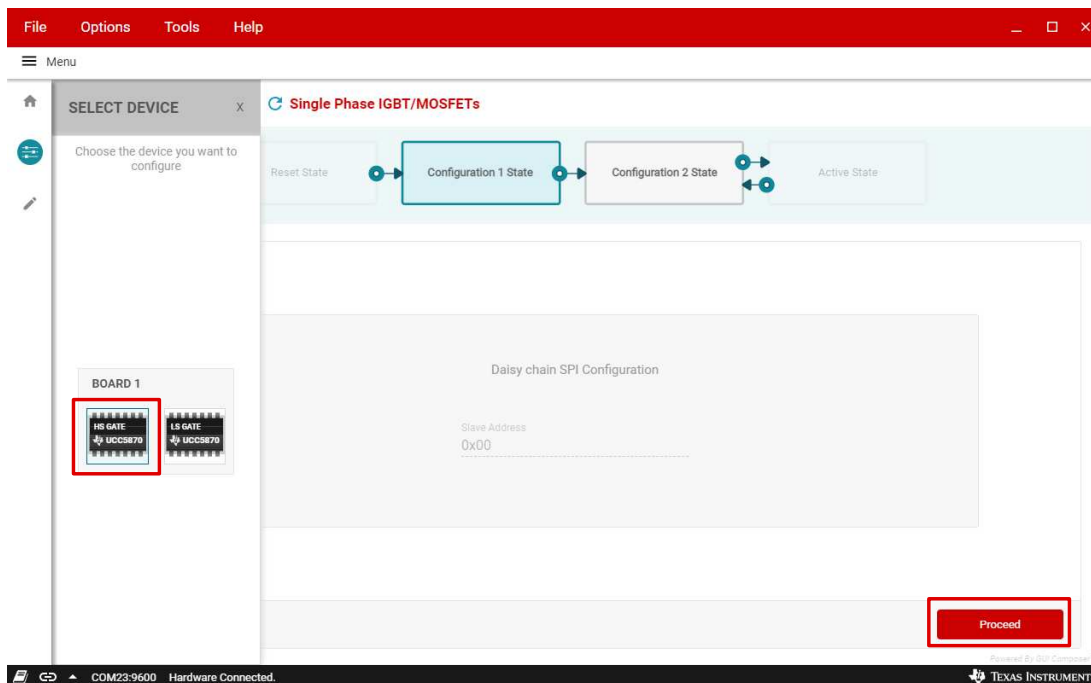 File Options Tools Help
Menu
SELECT DEVICE X
Single Phase IGBT/MOSFETs
Choose the device you want to
configure
Reset State
Configuration 1 State
Configuration 2 State
Active State
Daisy chain SPI Configuration
BOARD 1
HS GATE
UCC5870
LS GATE
UCC5870
Slave Address
0x00
Proceed
Powered By GUI Composer
COM23:9600 Hardware Connected.
TEXAS INSTRUMENT